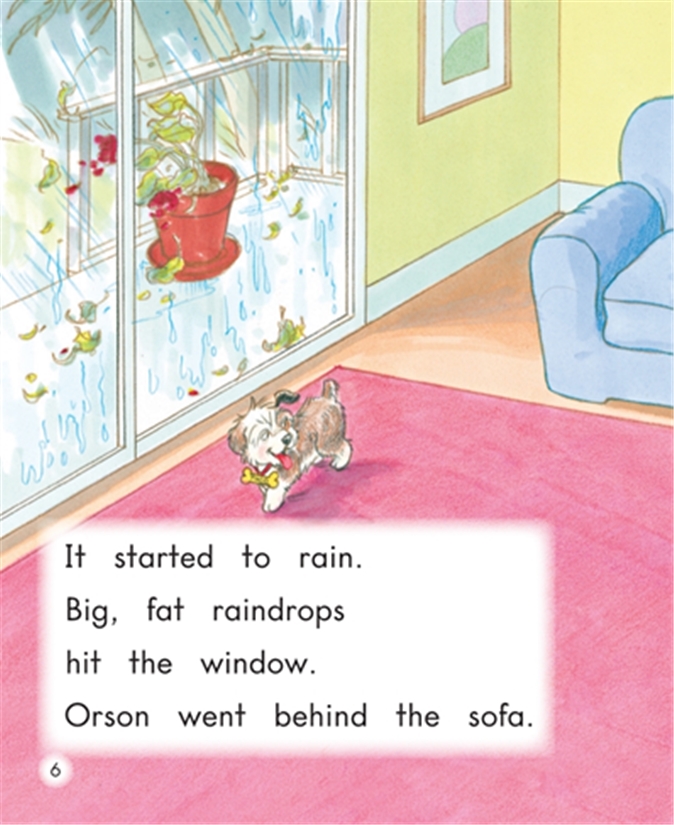 It started to rain.
Big, fat raindrops
hit the window.
Orson went behind the sofa.
6